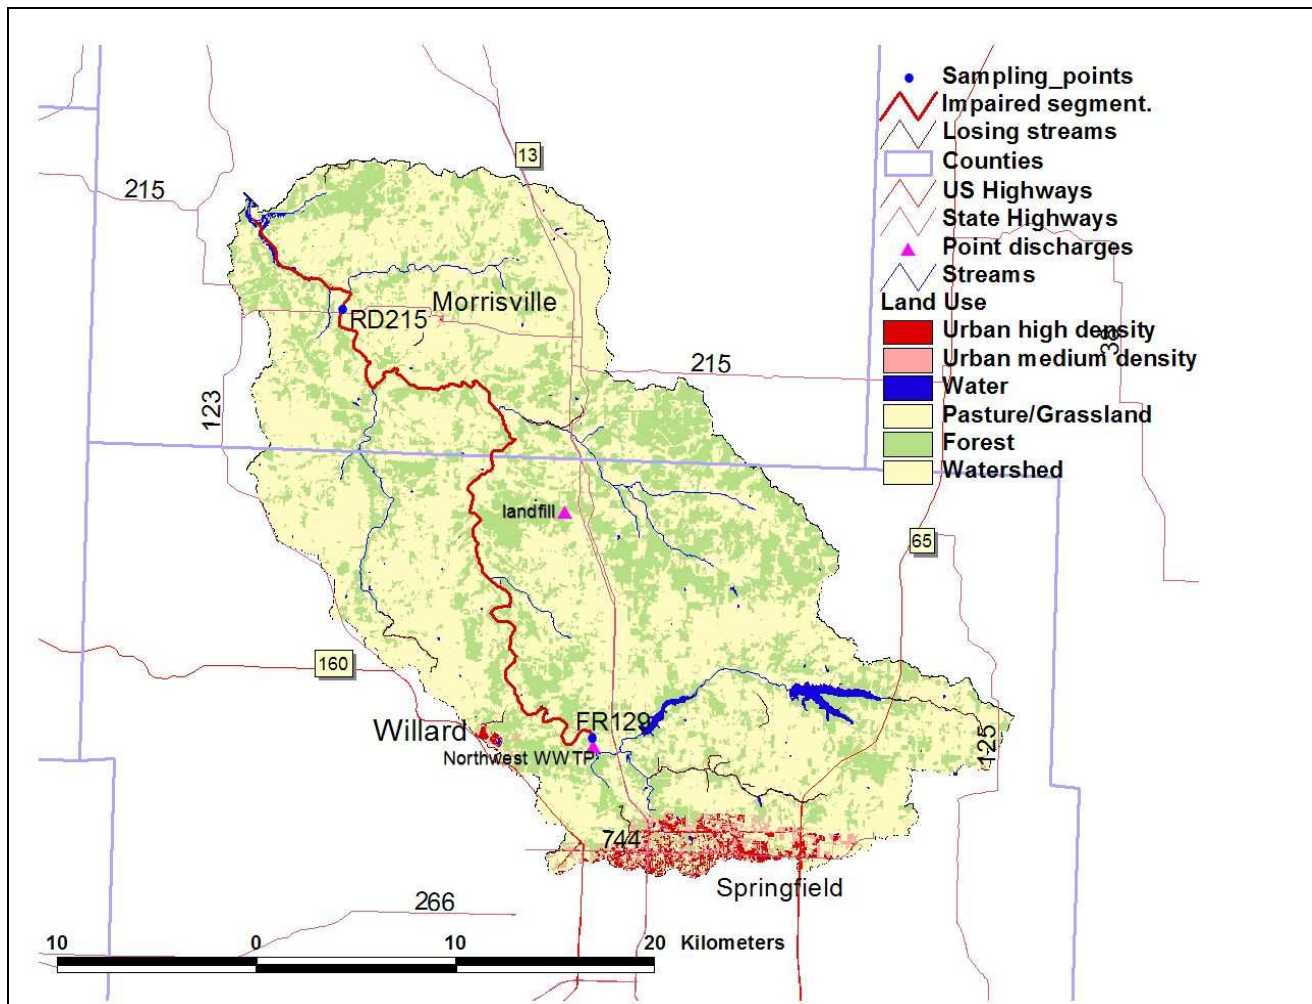 Sampling_points
Impaired segment.
Losing streams
Counties
US Highways
State Highways
Point discharges
Streams
Land Use
Urban high density
Urban medium density
Water
Pasture/Grassland
Forest
Watershed
13
215
Morrisville
RD215
38
215
123
landfill
65
160
Willard
FR129
Northwest WWTP
125
744
Springfield
266
10 0 10 20 Kilometers